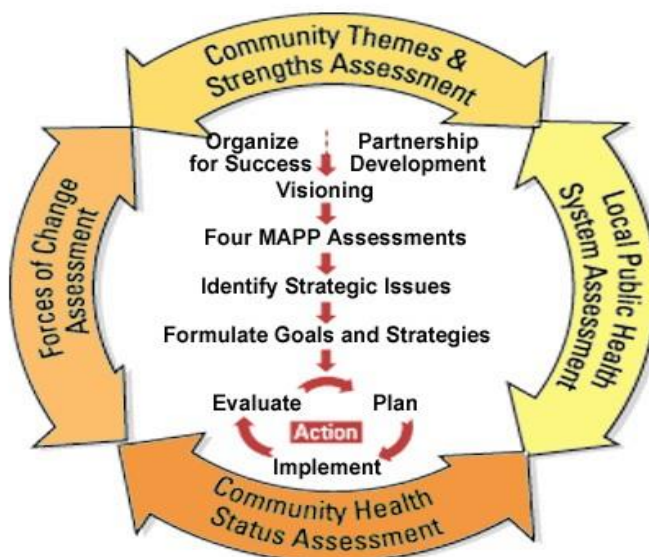 Community Themes &
Strengths Assessment
Organize
for Success
Partnership
Development
Visioning
Four MAPP Assessments
Identify Strategic Issues
Formulate Goals and Strategies
Evaluate
Plan
Action
Implement
Forces of Change
Assessment
Local Public Health
System Assessment
Community Health
Status Assessment